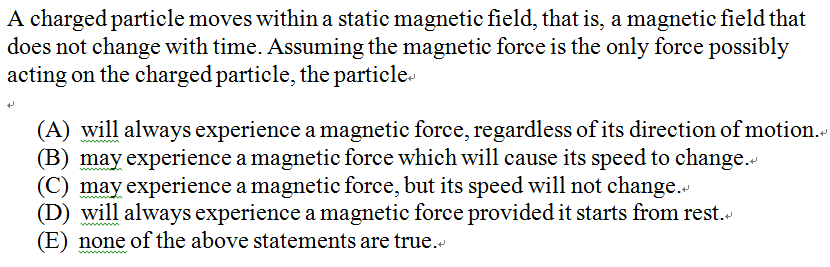 A charged particle moves within a static magnetic field, that is, a magnetic field that
does not change with time. Assuming the magnetic force is the only force possibly
acting on the charged particle, the particle
(A) will always experience a magnetic force, regardless of its direction of motion.
(B) may experience a magnetic force which will cause its speed to change.
(C) may experience a magnetic force, but its speed will not change.
(D) will always experience a magnetic force provided it starts from rest.
(E) none of the above statements are true.